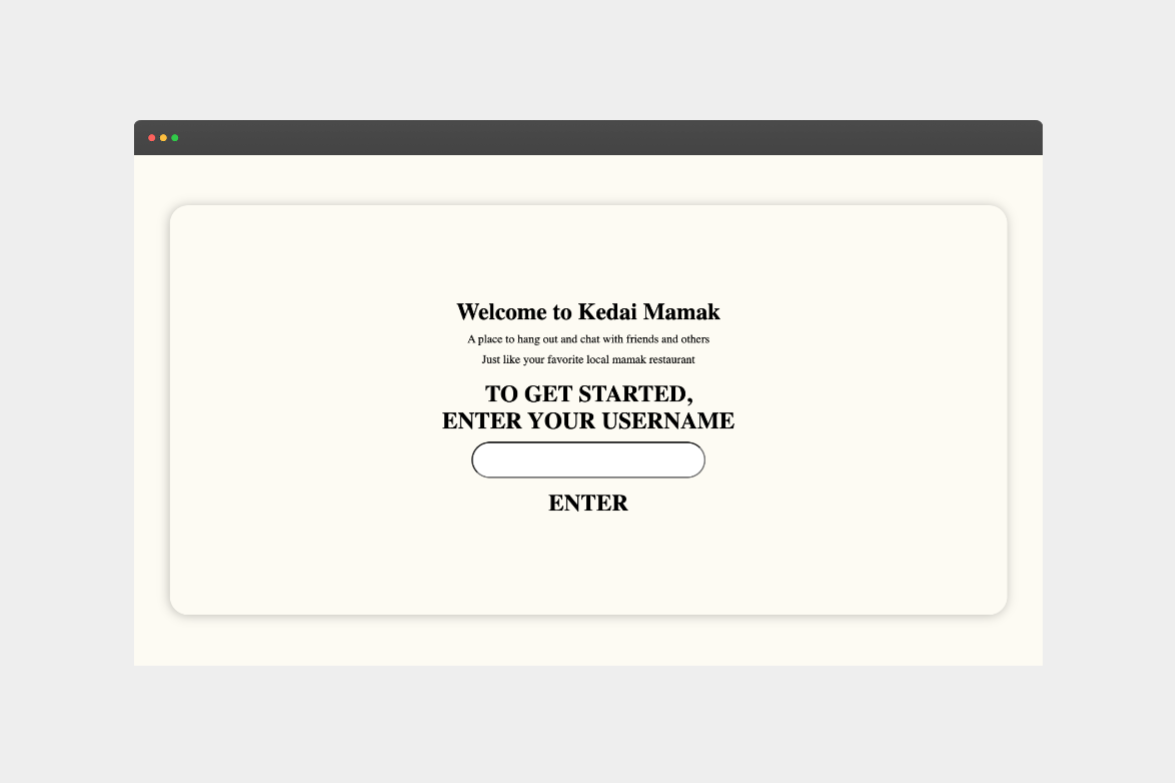 Welcome to Kedai Mamak
A place to hang out and chat with friends and others
Just like your favorite local mamak restaurant
TO GET STARTED,
ENTER YOUR USERNAME
ENTER